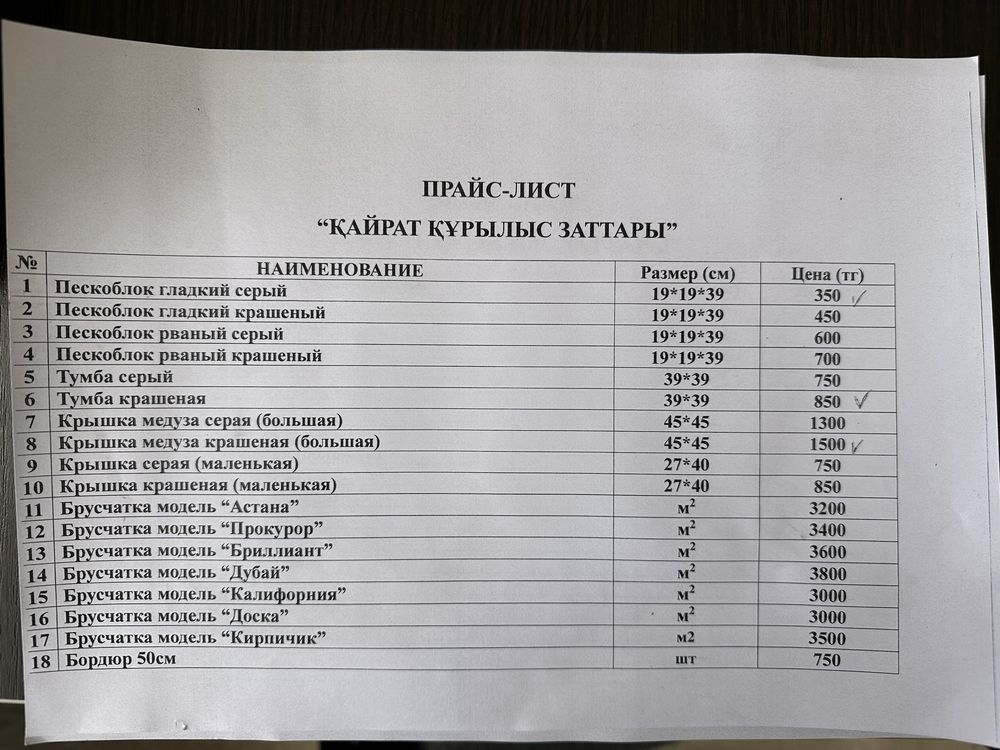 ПРАЙС-ЛИСТ
“ҚАЙРАТ ҚҰРЫЛЫС ЗАТТАРЫ”
№ НАИМЕНОВАНИЕ Размер (см) Цена (тг)
1 Пескоблок гладкий серый 19*19*39 350
2 Пескоблок гладкий крашеный 19*19*39 450
3 Пескоблок рваный серый 19*19*39 600
4 Пескоблок рваный крашеный 19*19*39 700
5 Тумба серый 39*39 750
6 Тумба крашеная 39*39 850
7 Крышка медуза серая (большая) 45*45 1300
8 Крышка медуза крашеная (большая) 45*45 1500
9 Крышка серая (маленькая) 27*40 750
10 Крышка крашеная (маленькая) 27*40 850
11 Брусчатка модель “Астана” м² 3200
12 Брусчатка модель “Прокурор” м² 3400
13 Брусчатка модель “Бриллиант” м² 3600
14 Брусчатка модель “Дубай” м² 3800
15 Брусчатка модель “Калифорния” м² 3000
16 Брусчатка модель “Доска” м² 3000
17 Брусчатка модель “Кирпичик” м2 3500
18 Бордюр 50см шт 750